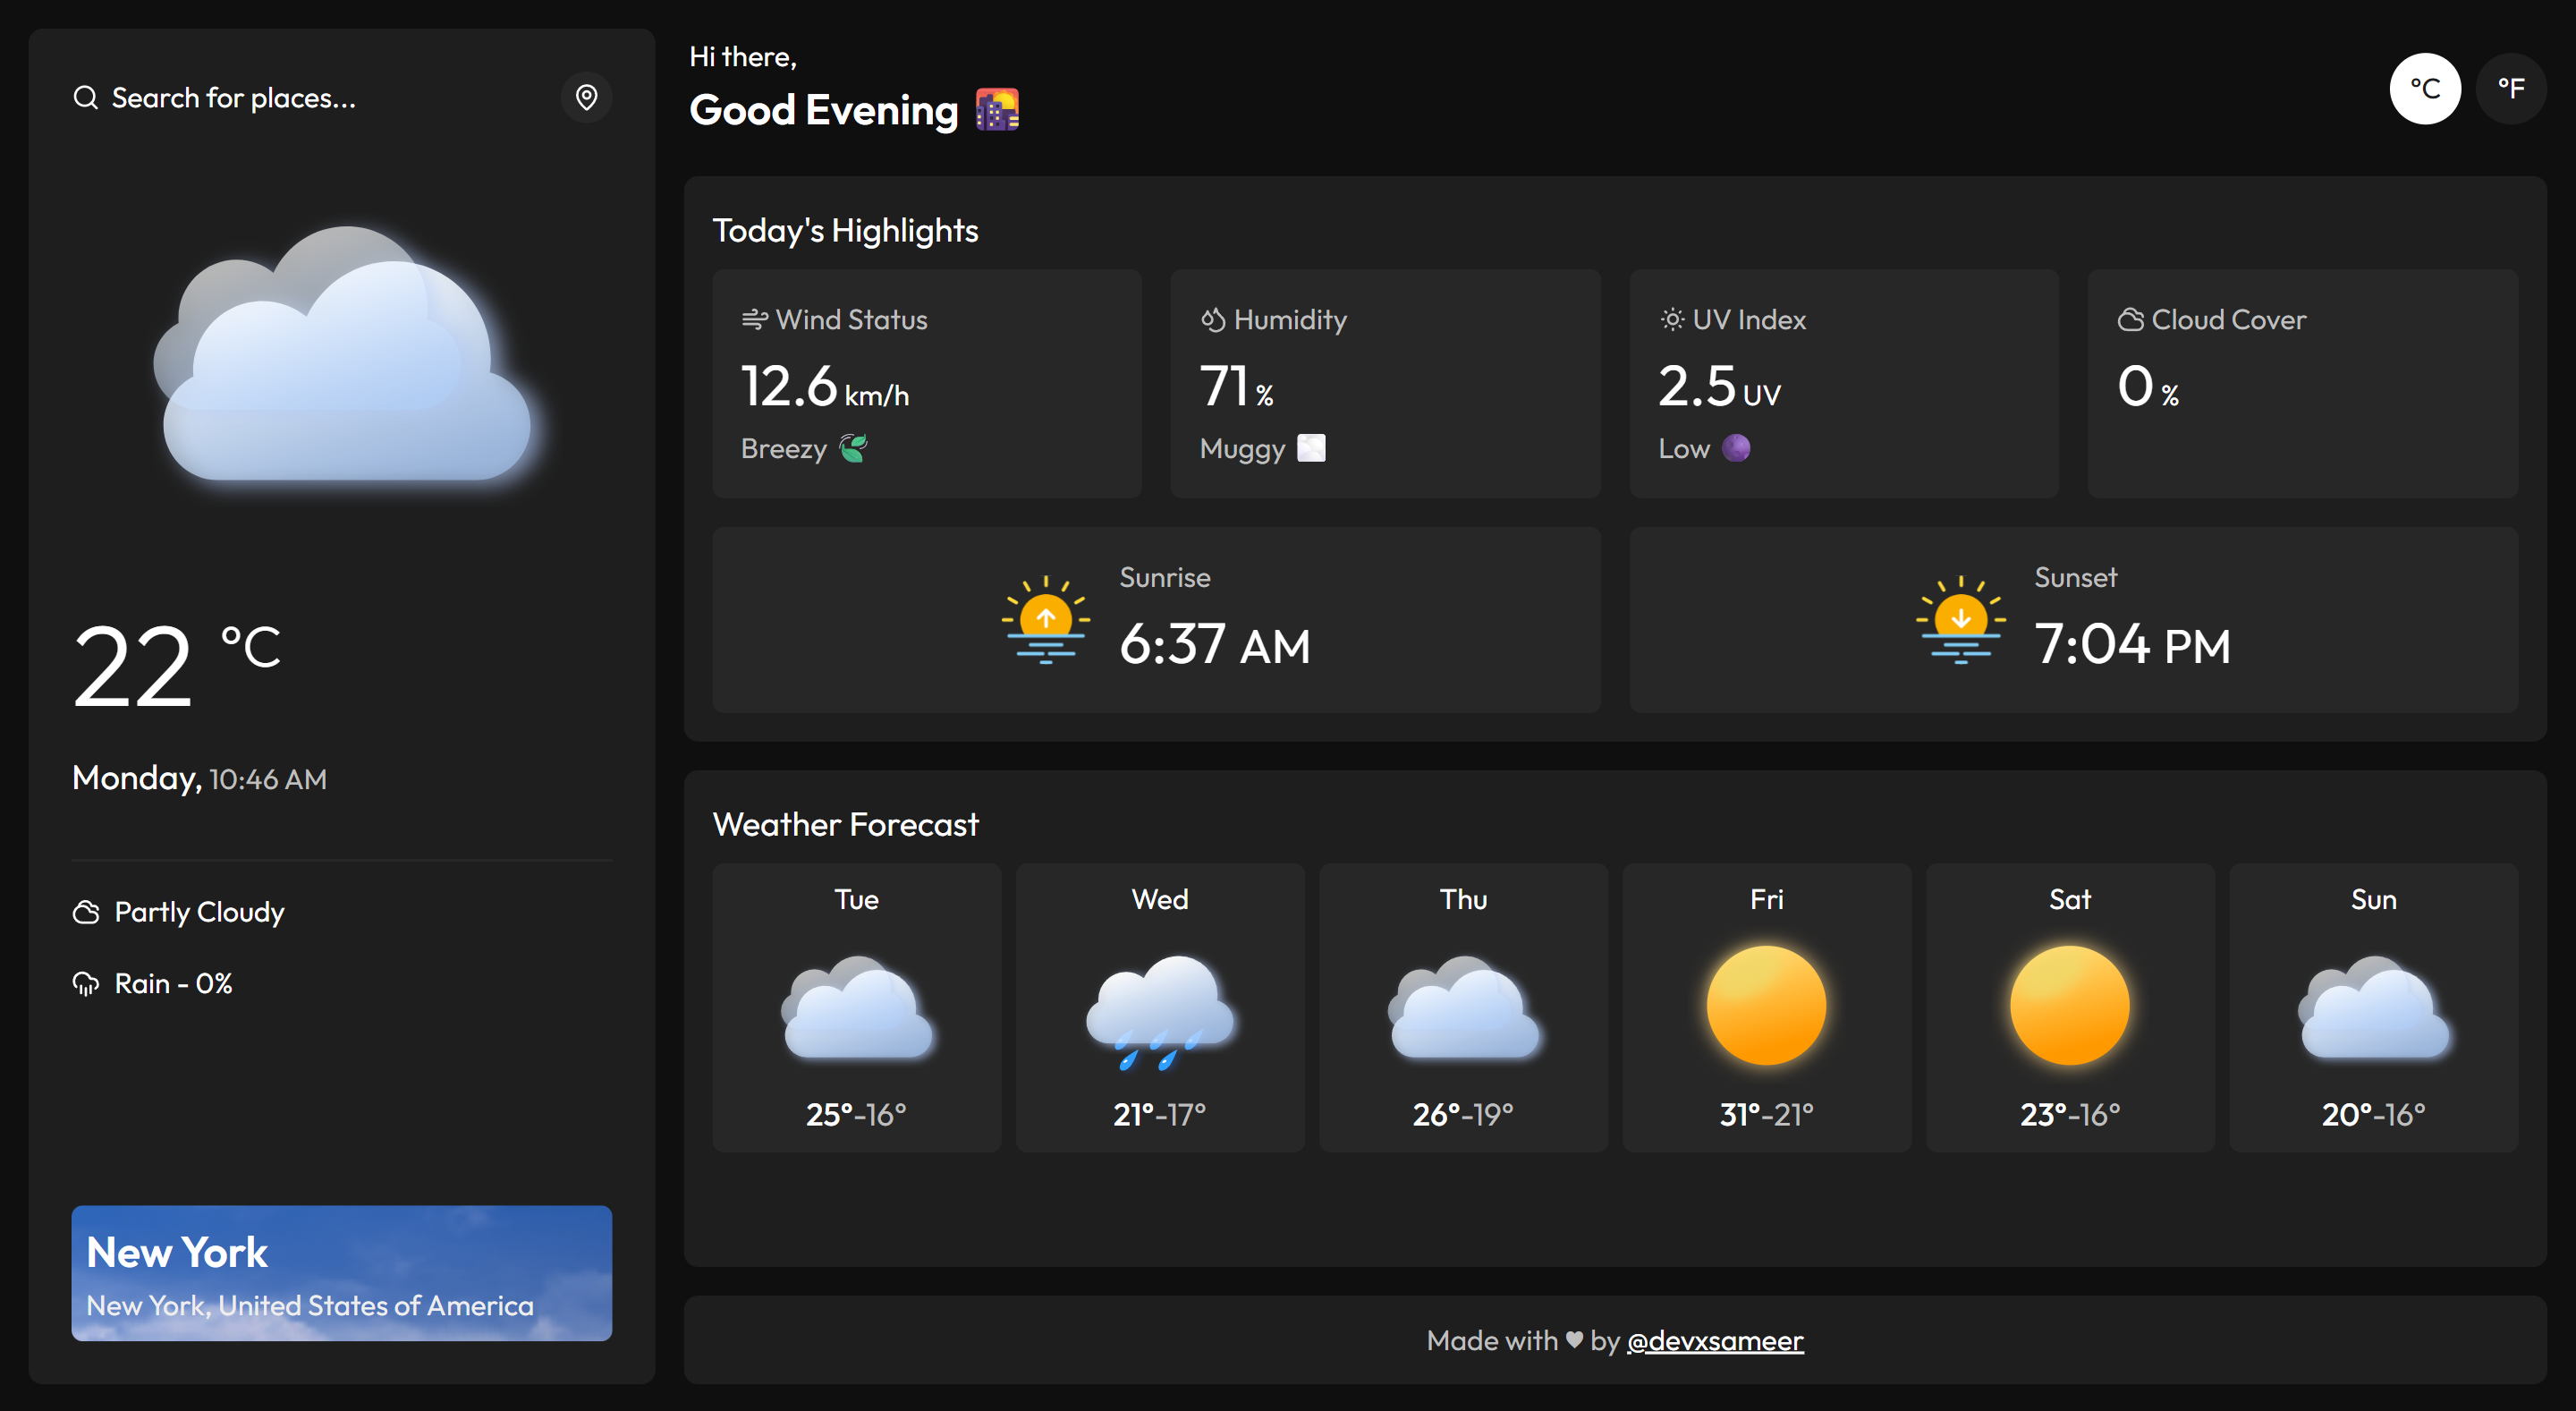 Search for places...
22 °C
Monday, 10:46 AM
Partly Cloudy
Rain - 0%
New York
New York, United States of America
Hi there,
Good Evening
°C
°F
Today's Highlights
Wind Status
12.6 km/h
Breezy
Humidity
71 %
Muggy
UV Index
2.5 UV
Low
Cloud Cover
0 %
Sunrise
6:37 AM
Sunset
7:04 PM
Weather Forecast
Tue
25°-16°
Wed
21°-17°
Thu
26°-19°
Fri
31°-21°
Sat
23°-16°
Sun
20°-16°
Made with ♥ by @devxsameer